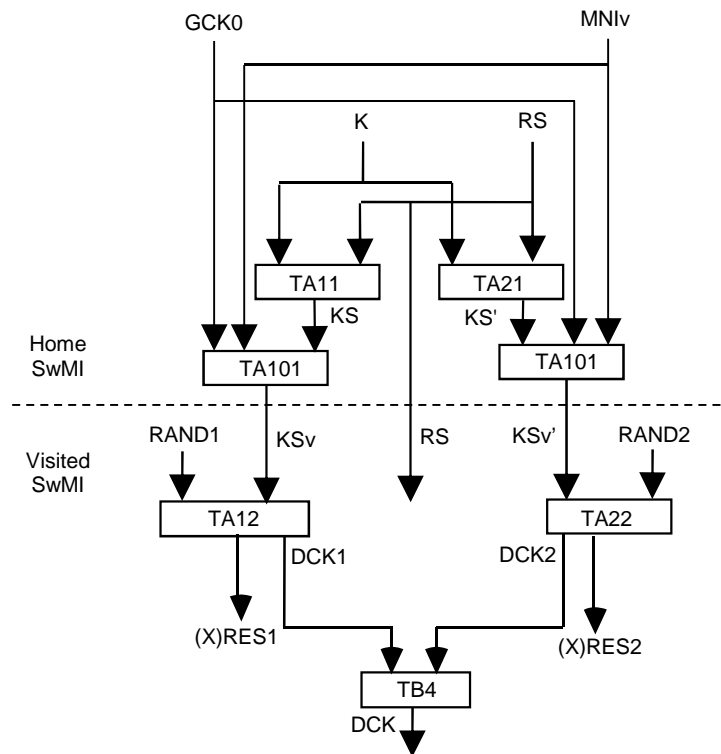 GCK0
MNIv
K
RS
TA11
TA21
KS
KS'
Home
SwMI
TA101
TA101
RAND1
KSv
RS
KSv’
RAND2
Visited
SwMI
TA12
TA22
DCK1
DCK2
(X)RES1
(X)RES2
TB4
DCK